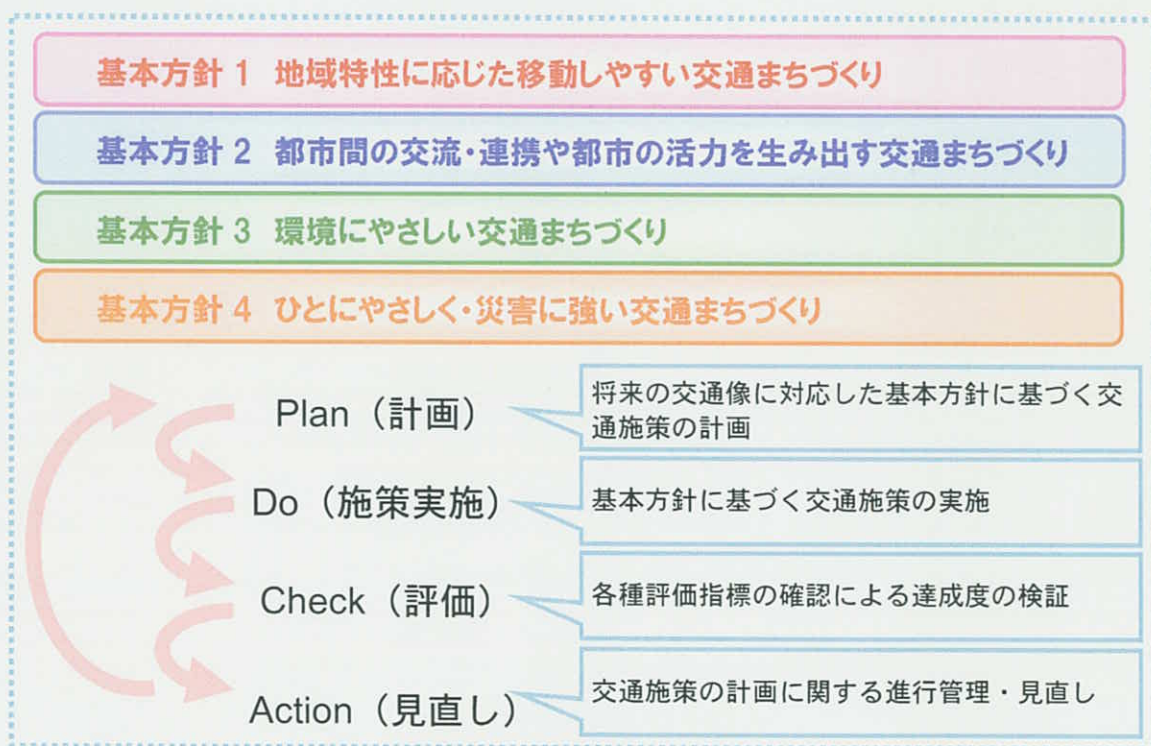 基本方針 1 地域特性に応じた移動しやすい交通まちづくり
基本方針 2 都市間の交流・連携や都市の活力を生み出す交通まちづくり
基本方針 3 環境にやさしい交通まちづくり
基本方針 4 ひとにやさしく・災害に強い交通まちづくり
Plan（計画）
将来の交通像に対応した基本方針に基づく交
通施策の計画
Do（施策実施）
基本方針に基づく交通施策の実施
Check（評価）
各種評価指標の確認による達成度の検証
Action（見直し）
交通施策の計画に関する進行管理・見直し